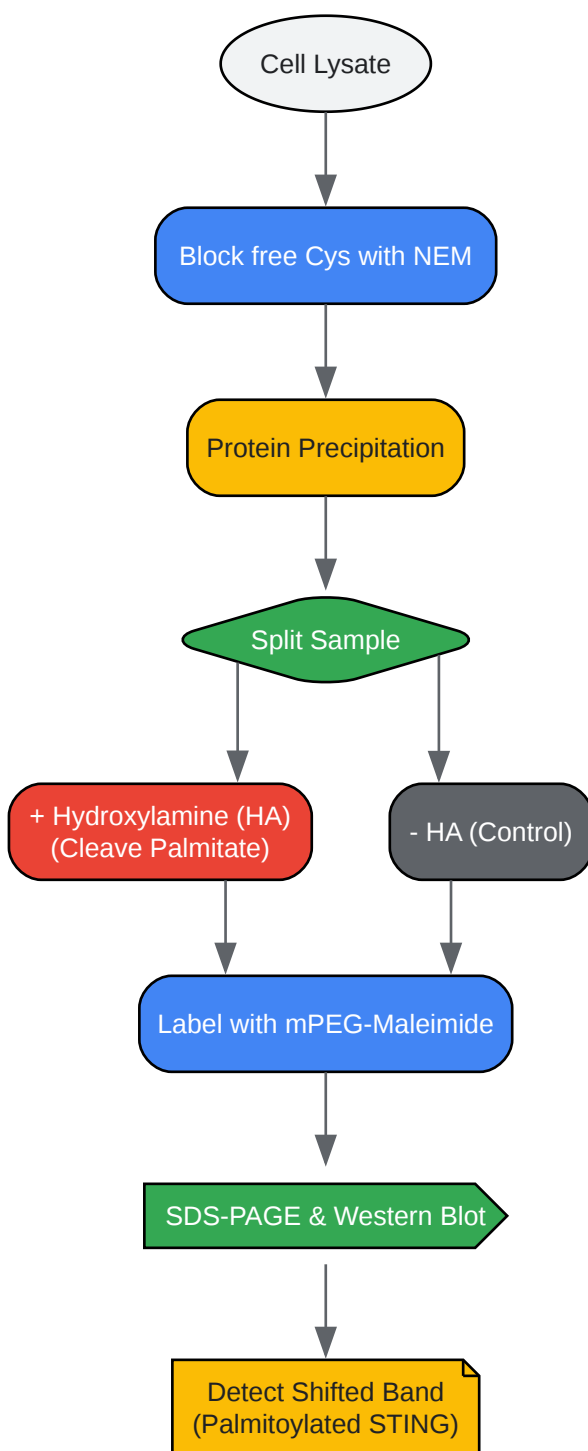 Cell Lysate
Block free Cys with NEM
Protein Precipitation
Split Sample
+ Hydroxylamine (HA)
(Cleave Palmitate)
- HA (Control)
Label with mPEG-Maleimide
SDS-PAGE & Western Blot
Detect Shifted Band
(Palmitoylated STING)